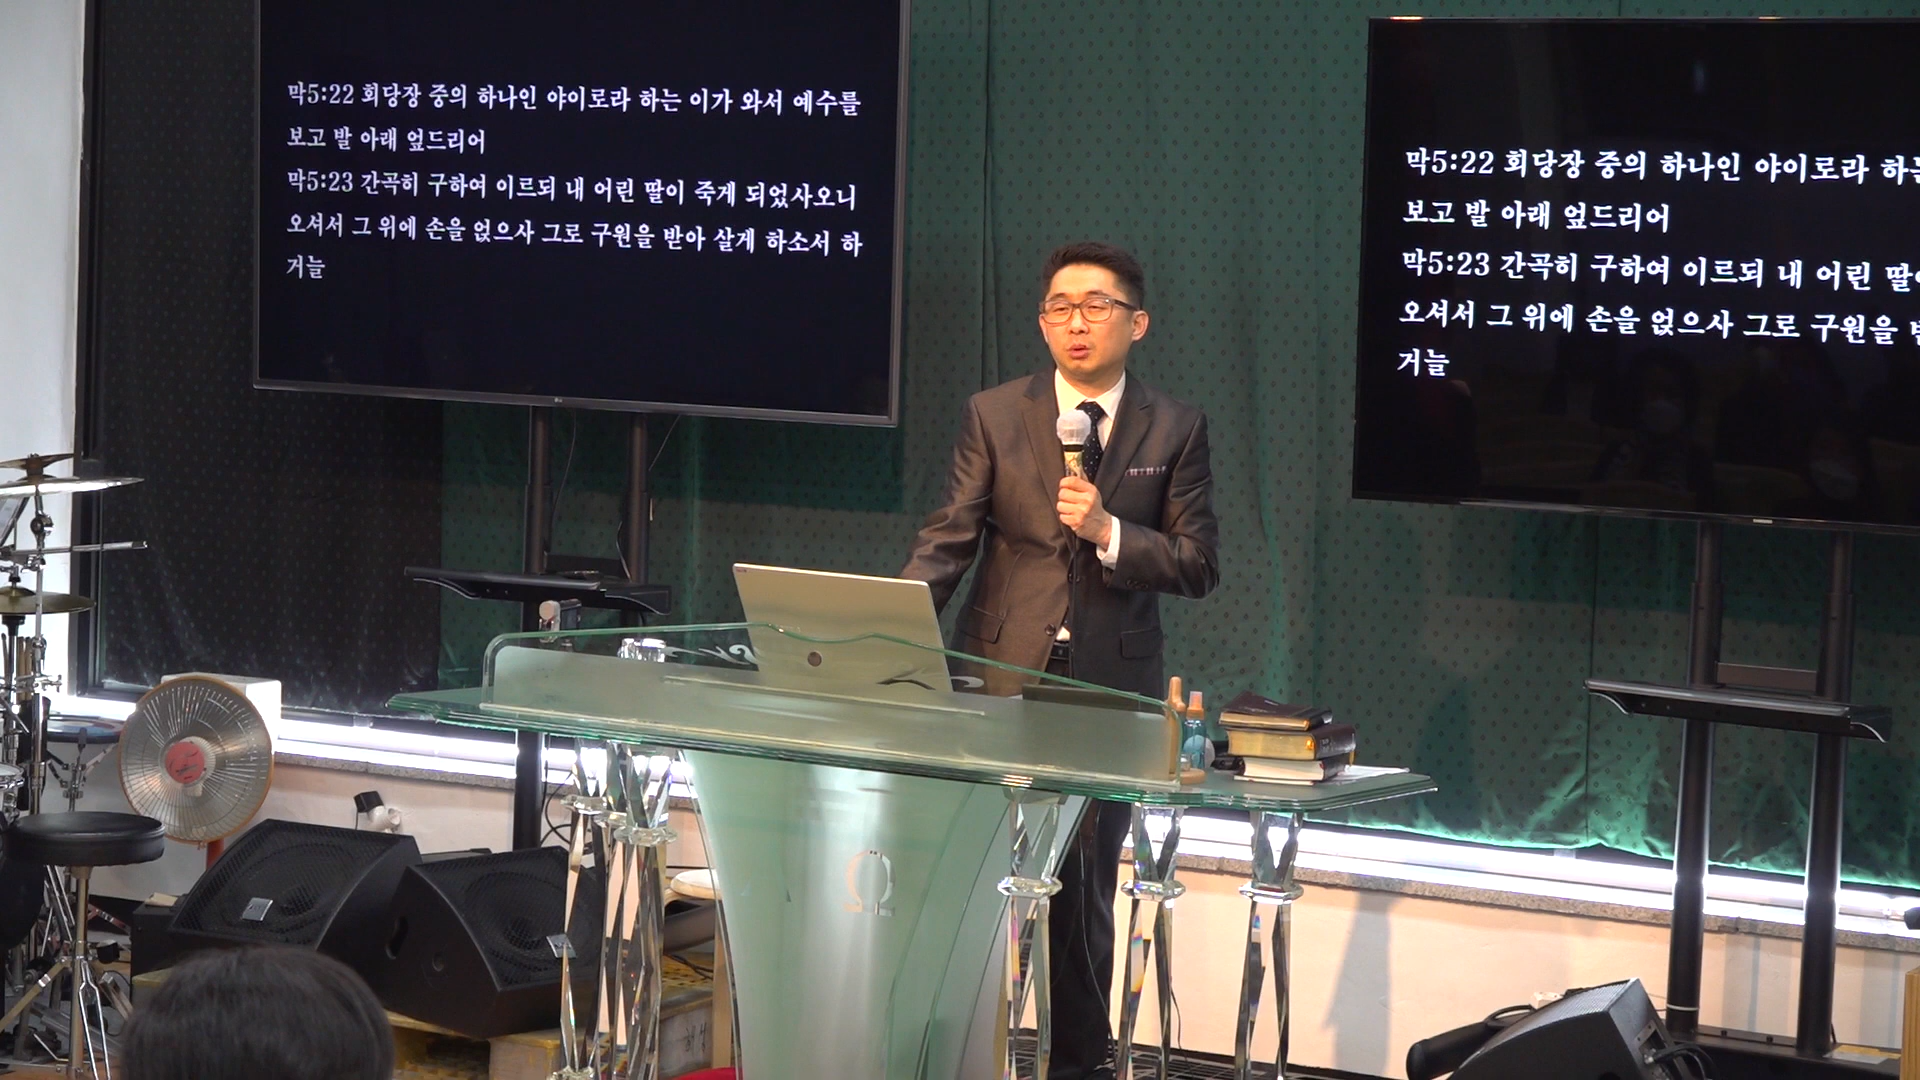 막5:22 회당장 중의 하나인 야이로라 하는 이가 와서 예수를
보고 발 아래 엎드리어
막5:23 간곡히 구하여 이르되 내 어린 딸이 죽게 되었사오니
오셔서 그 위에 손을 얹으사 그로 구원을 받아 살게 하소서 하
거늘
막5:22 회당장 중의 하나인 야이로라 하는
보고 발 아래 엎드리어
막5:23 간곡히 구하여 이르되 내 어린 딸이
오셔서 그 위에 손을 얹으사 그로 구원을
거늘
Ω